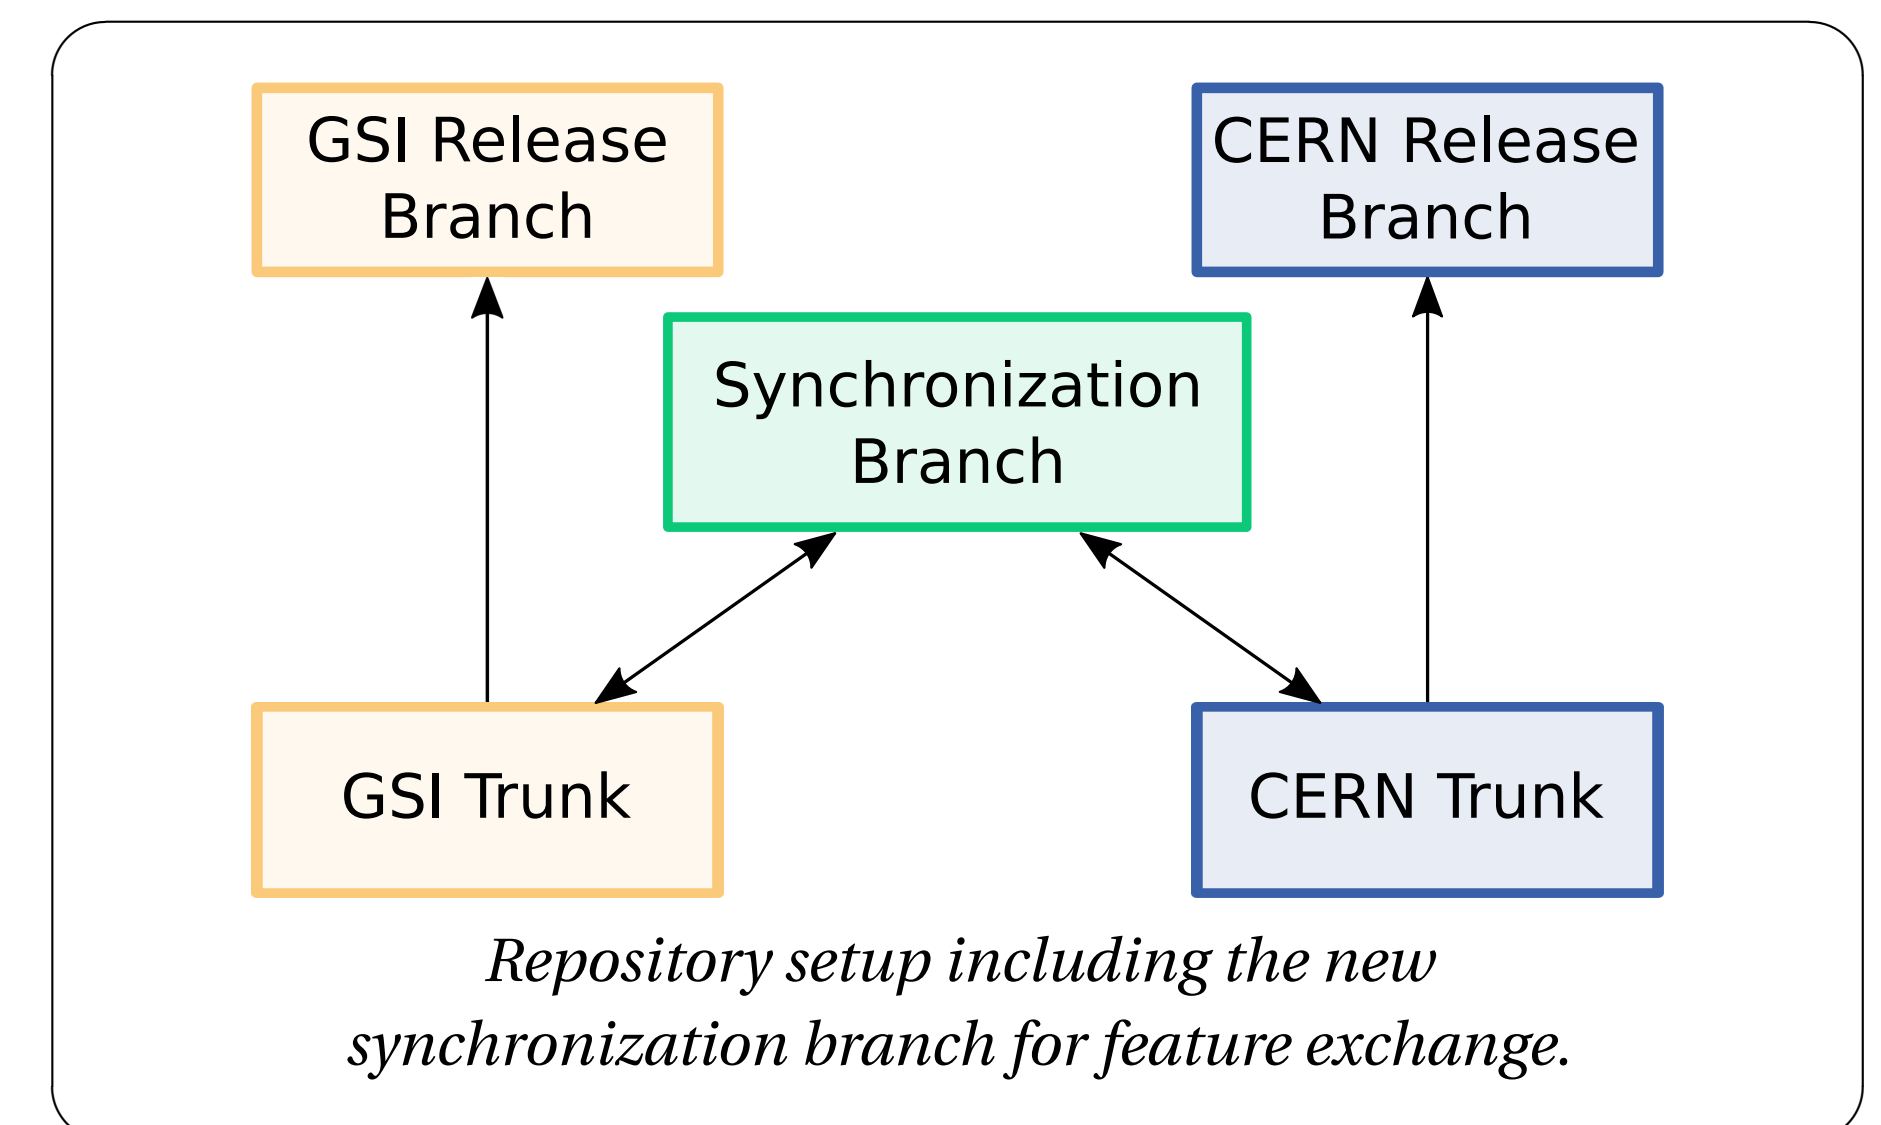 GSI Release
Branch
CERN Release
Branch
Synchronization
Branch
GSI Trunk
CERN Trunk
Repository setup including the new
synchronization branch for feature exchange.